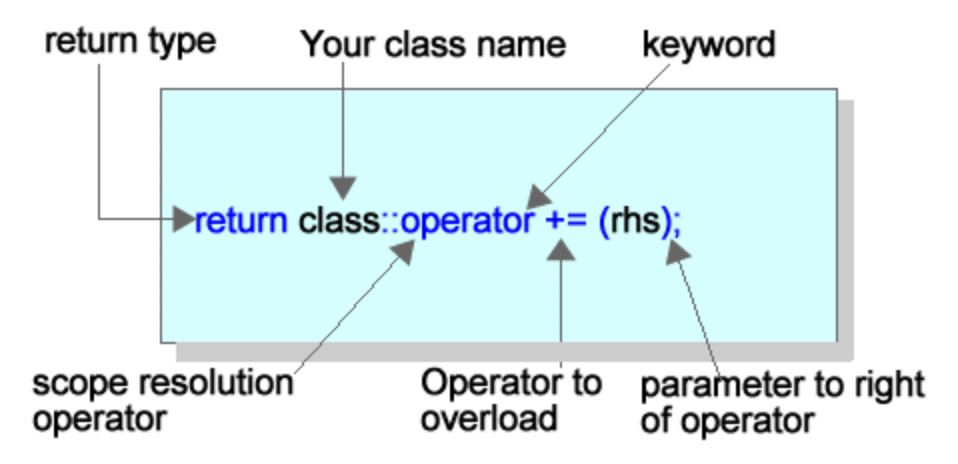 return type
Your class name
keyword
return class::operator += (rhs);
scope resolution
operator
Operator to
overload
parameter to right
of operator